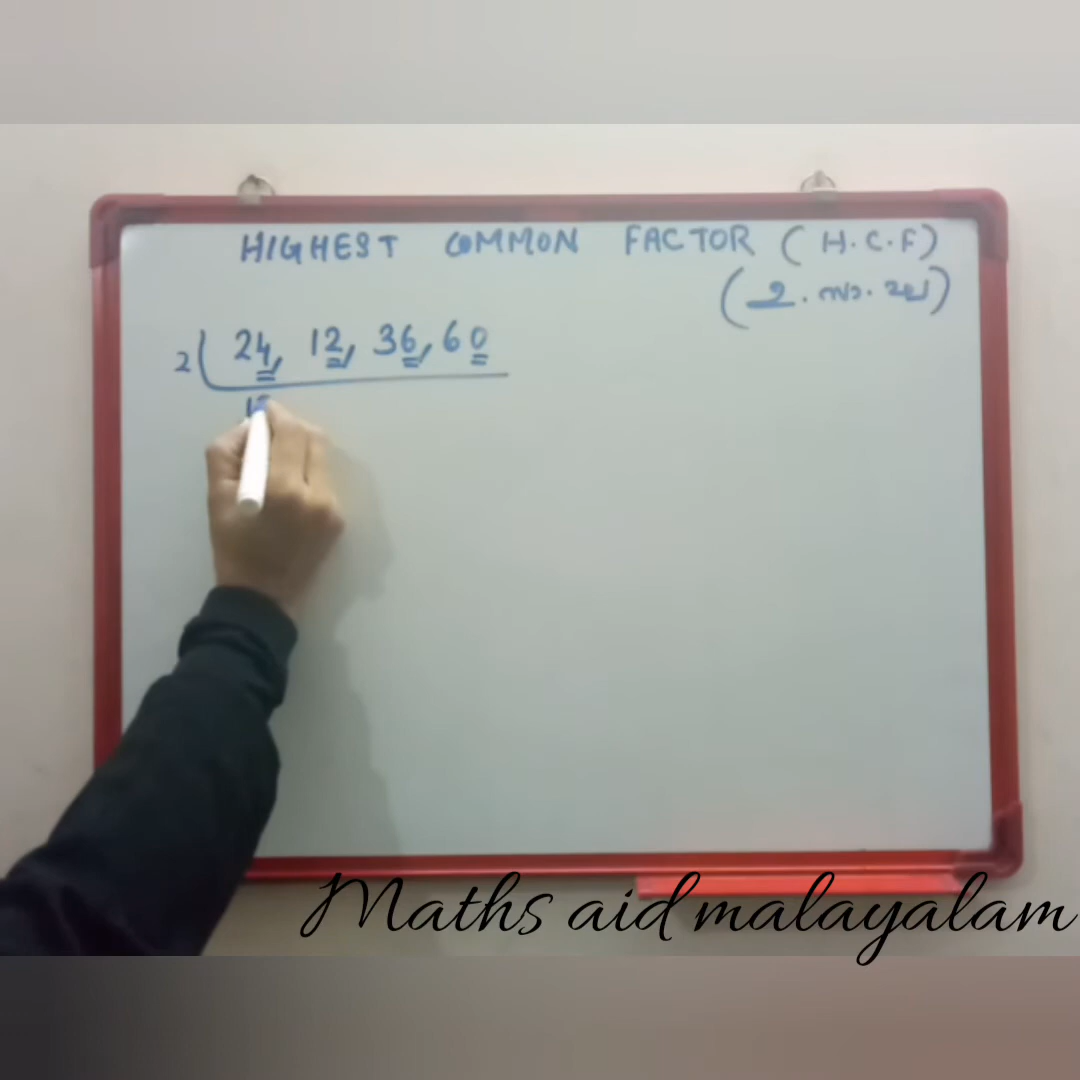 HIGHEST COMMON FACTOR (H.C.F)
(ഉ.സാ.ഘ)
2 24, 12, 36, 60
Maths aid malayalam